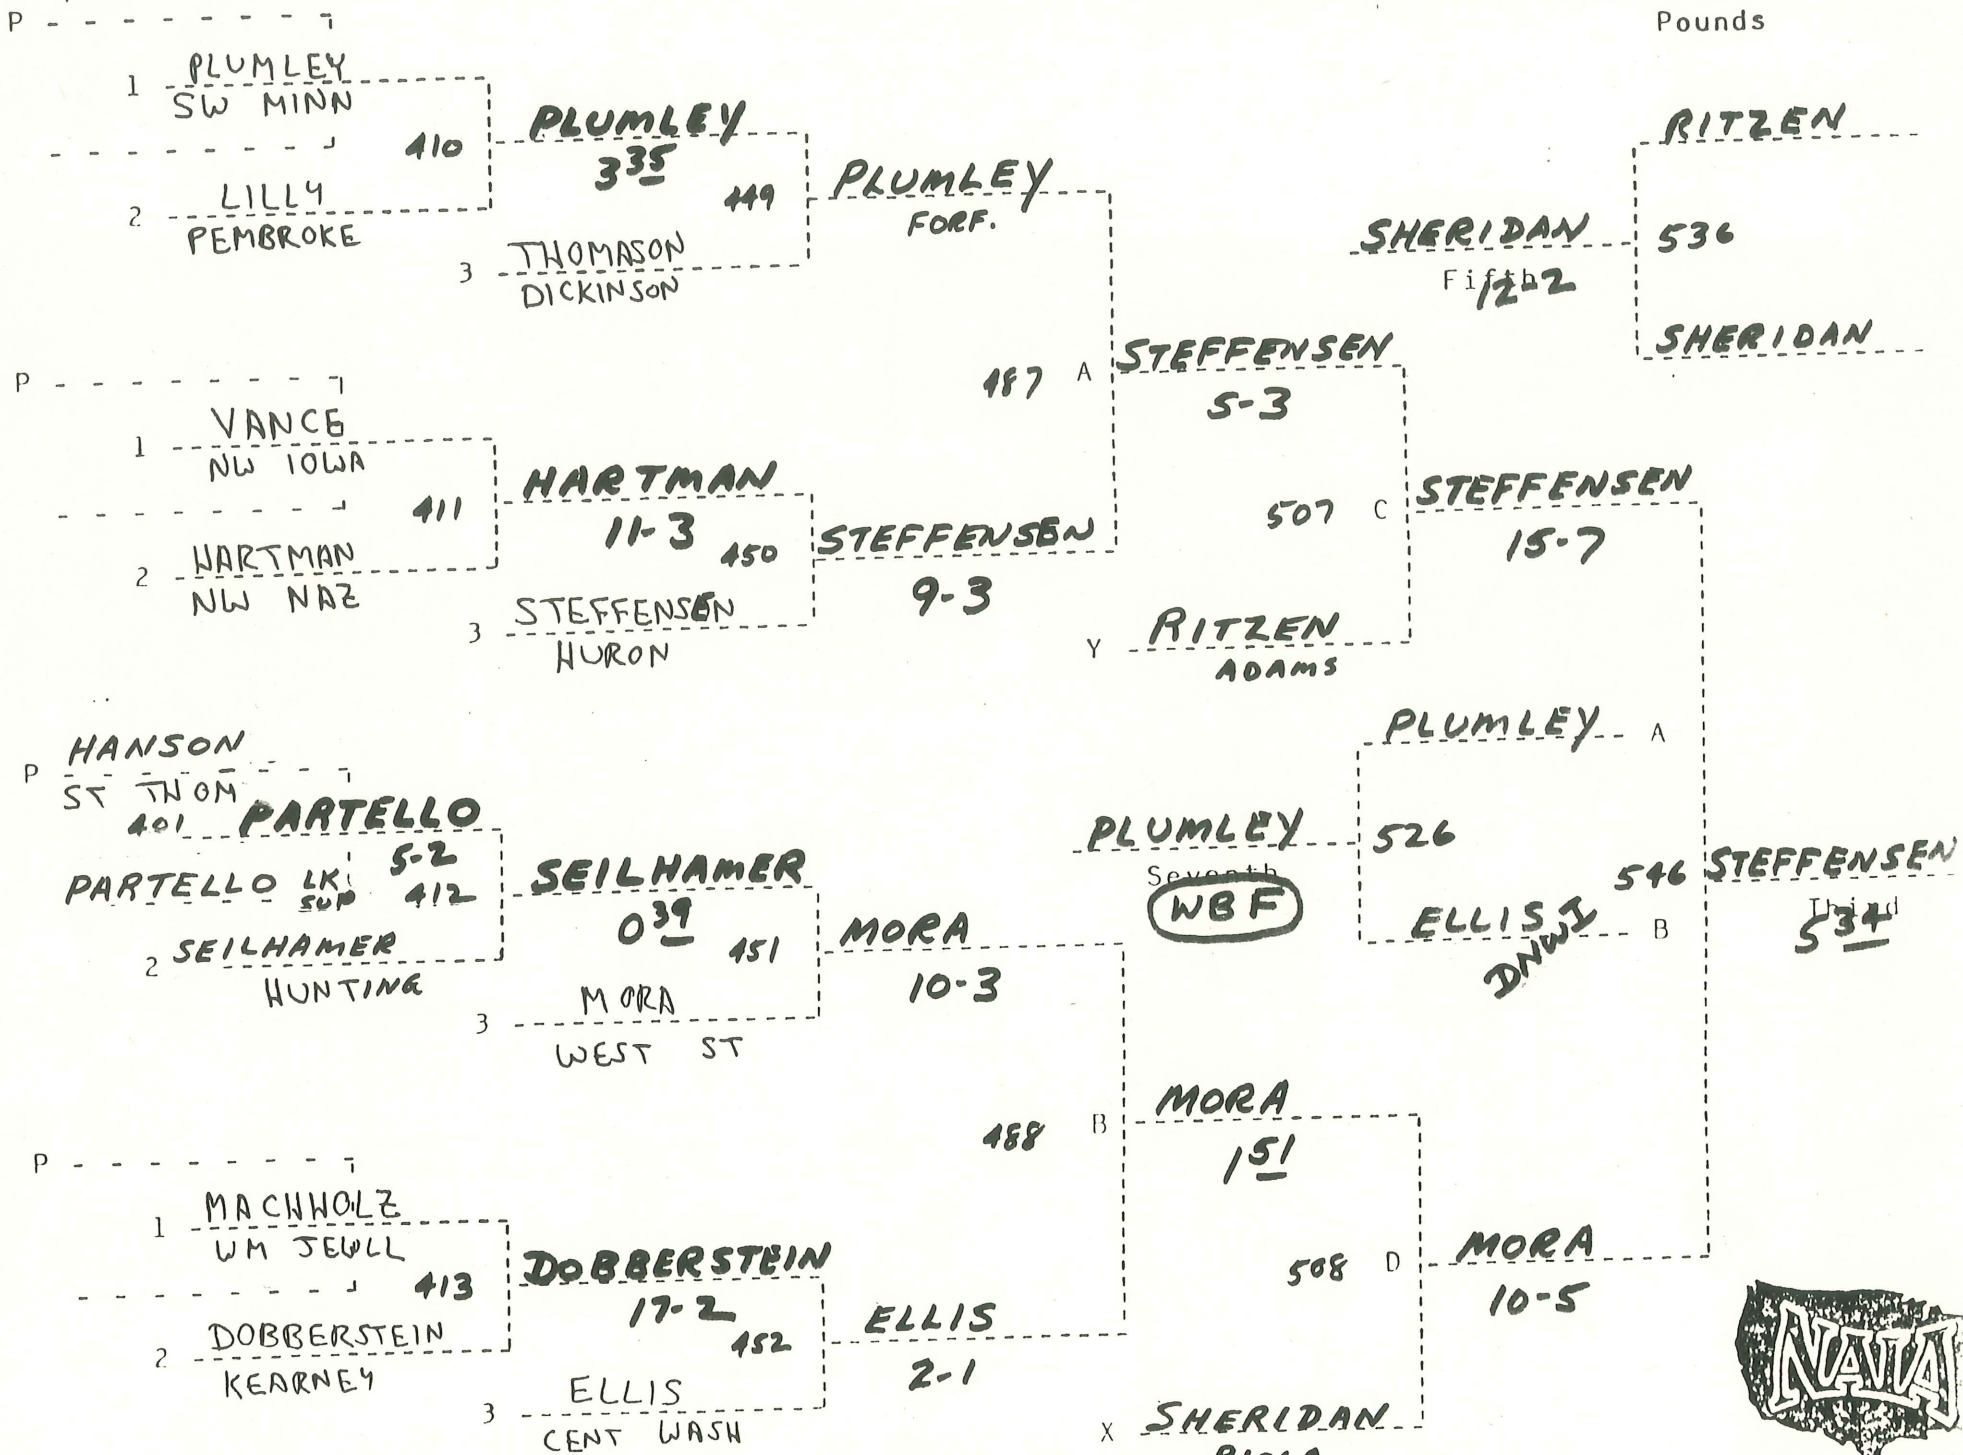 P
Pounds
1 PLUMLEY
SW MINN
410
2 LILLY
PEMBROKE
PLUMLEY
3 35
449
3 THOMASON
DICKINSON
PLUMLEY
FORF.
RITZEN
SHERIDAN
536
Fifth
12-2
SHERIDAN
P
1 VANCE
NW IOWA
411
2 HARTMAN
NW NAZ
HARTMAN
11-3
450
3 STEFFENSEN
HURON
STEFFENSEN
9-3
487 A
STEFFENSEN
5-3
507 C
STEFFENSEN
15-7
Y RITZEN
ADAMS
P HANSON
ST THOM
401 PARTELLO
5-2
PARTELLO LK SUP
412
2 SEILHAMER
HUNTING
SEILHAMER
0 39
451
3 MORA
WEST ST
MORA
10-3
PLUMLEY A
PLUMLEY
526
Seventh
WBF
ELLIS B
DNWI
546
STEFFENSEN
Third
5 34
P
1 MACHHOLZ
WM JEWLL
413
2 DOBBERSTEIN
KEARNEY
DOBBERSTEIN
17-2
452
3 ELLIS
CENT WASH
ELLIS
2-1
488 B
MORA
1 51
508 D
MORA
10-5
X SHERIDAN
BIOLA
NAIA